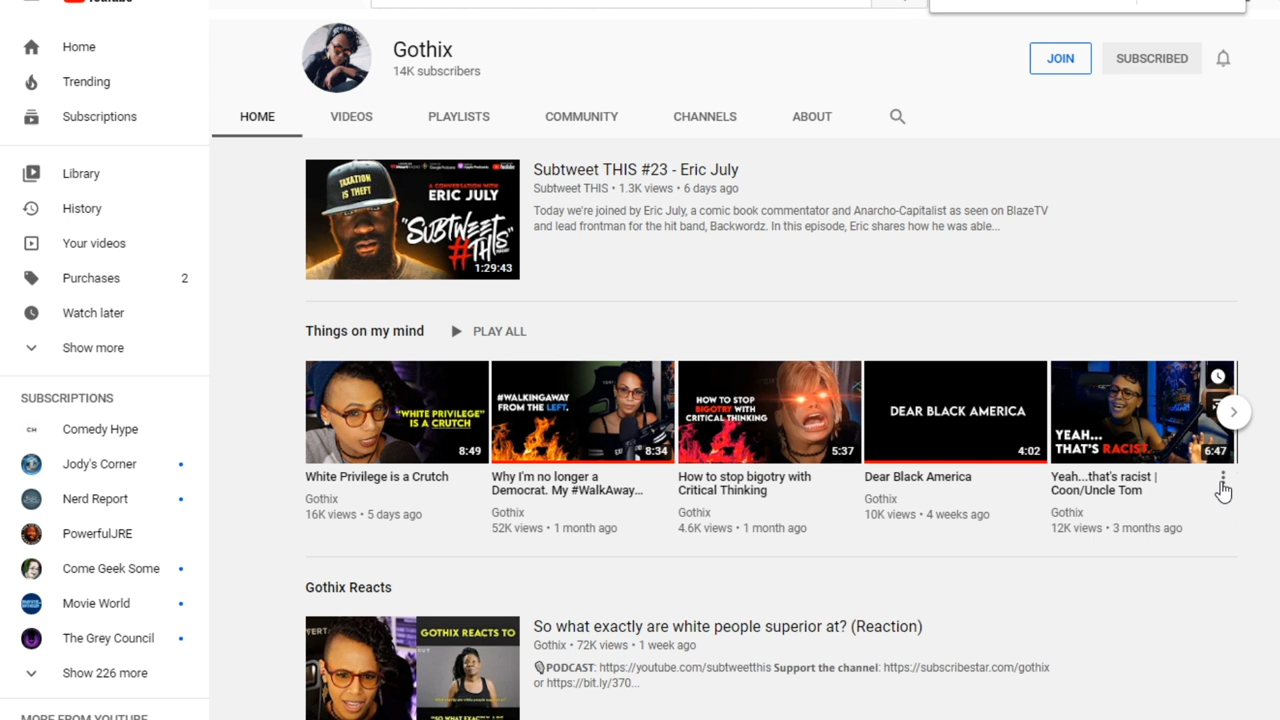 Home
Trending
Subscriptions
Library
History
Your videos
Purchases 2
Watch later
Show more
SUBSCRIPTIONS
CH Comedy Hype
Jody's Corner
Nerd Report
PowerfulJRE
Come Geek Some
Movie World
The Grey Council
Show 226 more
MORE FROM YOUTUBE
Gothix
14K subscribers
JOIN SUBSCRIBED
HOME VIDEOS PLAYLISTS COMMUNITY CHANNELS ABOUT
TAXATION
IS THEFT
A CONVERSATION WITH
ERIC JULY
"SUBTWEET
#THIS"
1:29:43
Subtweet THIS #23 - Eric July
Subtweet THIS • 1.3K views • 6 days ago
Today we're joined by Eric July, a comic book commentator and Anarcho-Capitalist as seen on BlazeTV
and lead frontman for the hit band, Backwordz. In this episode, Eric shares how he was able...
Things on my mind PLAY ALL
"WHITE PRIVILEGE"
IS A CRUTCH
8:49
White Privilege is a Crutch
Gothix
16K views • 5 days ago
#WALKINGAWAY
FROM THE LEFT.
8:34
Why I'm no longer a
Democrat. My #WalkAway...
Gothix
52K views • 1 month ago
HOW TO STOP
BIGOTRY WITH
CRITICAL THINKING
5:37
How to stop bigotry with
Critical Thinking
Gothix
4.6K views • 1 month ago
DEAR BLACK AMERICA
4:02
Dear Black America
Gothix
10K views • 4 weeks ago
YEAH...
THAT'S RACIST
6:47
Yeah...that's racist |
Coon/Uncle Tom
Gothix
12K views • 3 months ago
Gothix Reacts
GOTHIX REACTS TO
"SO WHAT EXACTLY ARE
So what exactly are white people superior at? (Reaction)
Gothix • 72K views • 1 week ago
PODCAST: https://youtube.com/subtweetthis Support the channel: https://subscribestar.com/gothix
or https://bit.ly/370...